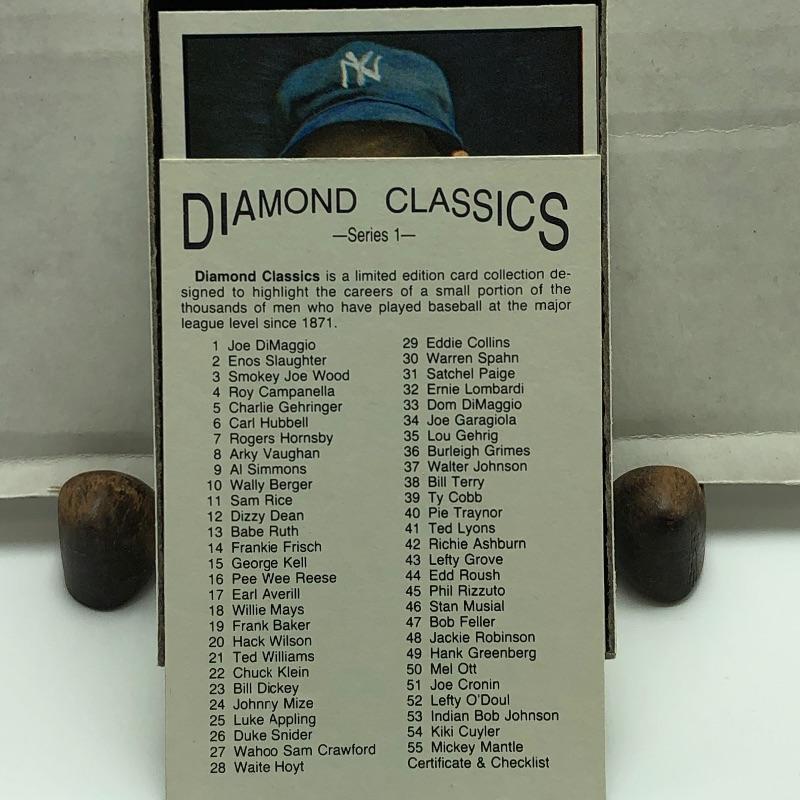 NY
DIAMOND CLASSICS
—Series 1—
Diamond Classics is a limited edition card collection de-
signed to highlight the careers of a small portion of the
thousands of men who have played baseball at the major
league level since 1871.
1 Joe DiMaggio
2 Enos Slaughter
3 Smokey Joe Wood
4 Roy Campanella
5 Charlie Gehringer
6 Carl Hubbell
7 Rogers Hornsby
8 Arky Vaughan
9 Al Simmons
10 Wally Berger
11 Sam Rice
12 Dizzy Dean
13 Babe Ruth
14 Frankie Frisch
15 George Kell
16 Pee Wee Reese
17 Earl Averill
18 Willie Mays
19 Frank Baker
20 Hack Wilson
21 Ted Williams
22 Chuck Klein
23 Bill Dickey
24 Johnny Mize
25 Luke Appling
26 Duke Snider
27 Wahoo Sam Crawford
28 Waite Hoyt
29 Eddie Collins
30 Warren Spahn
31 Satchel Paige
32 Ernie Lombardi
33 Dom DiMaggio
34 Joe Garagiola
35 Lou Gehrig
36 Burleigh Grimes
37 Walter Johnson
38 Bill Terry
39 Ty Cobb
40 Pie Traynor
41 Ted Lyons
42 Richie Ashburn
43 Lefty Grove
44 Edd Roush
45 Phil Rizzuto
46 Stan Musial
47 Bob Feller
48 Jackie Robinson
49 Hank Greenberg
50 Mel Ott
51 Joe Cronin
52 Lefty O'Doul
53 Indian Bob Johnson
54 Kiki Cuyler
55 Mickey Mantle
Certificate & Checklist